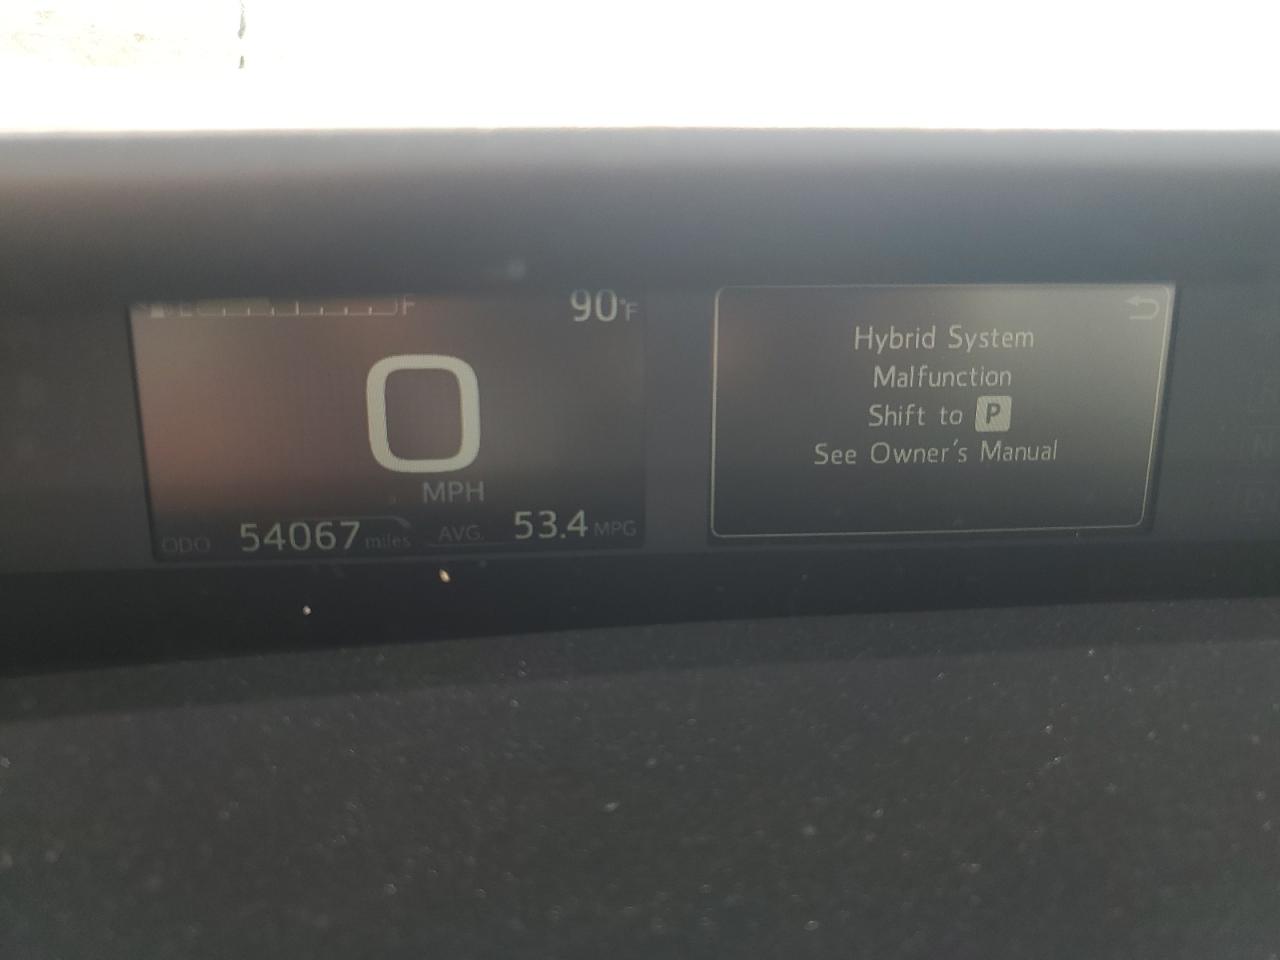 E F
90°F
0
MPH
ODO 54067 miles AVG. 53.4 MPG
Hybrid System
Malfunction
Shift to P
See Owner's Manual